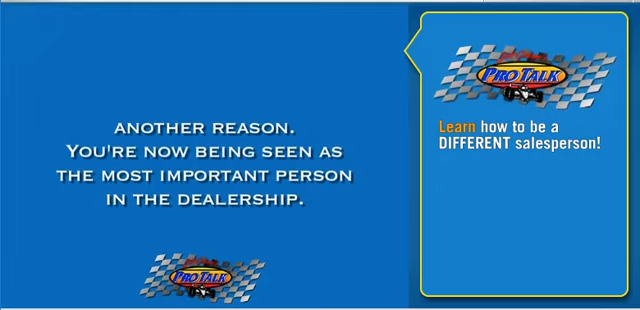 ANOTHER REASON.
YOU'RE NOW BEING SEEN AS
THE MOST IMPORTANT PERSON
IN THE DEALERSHIP.
PRO TALK
PRO TALK
Learn how to be a
DIFFERENT salesperson!